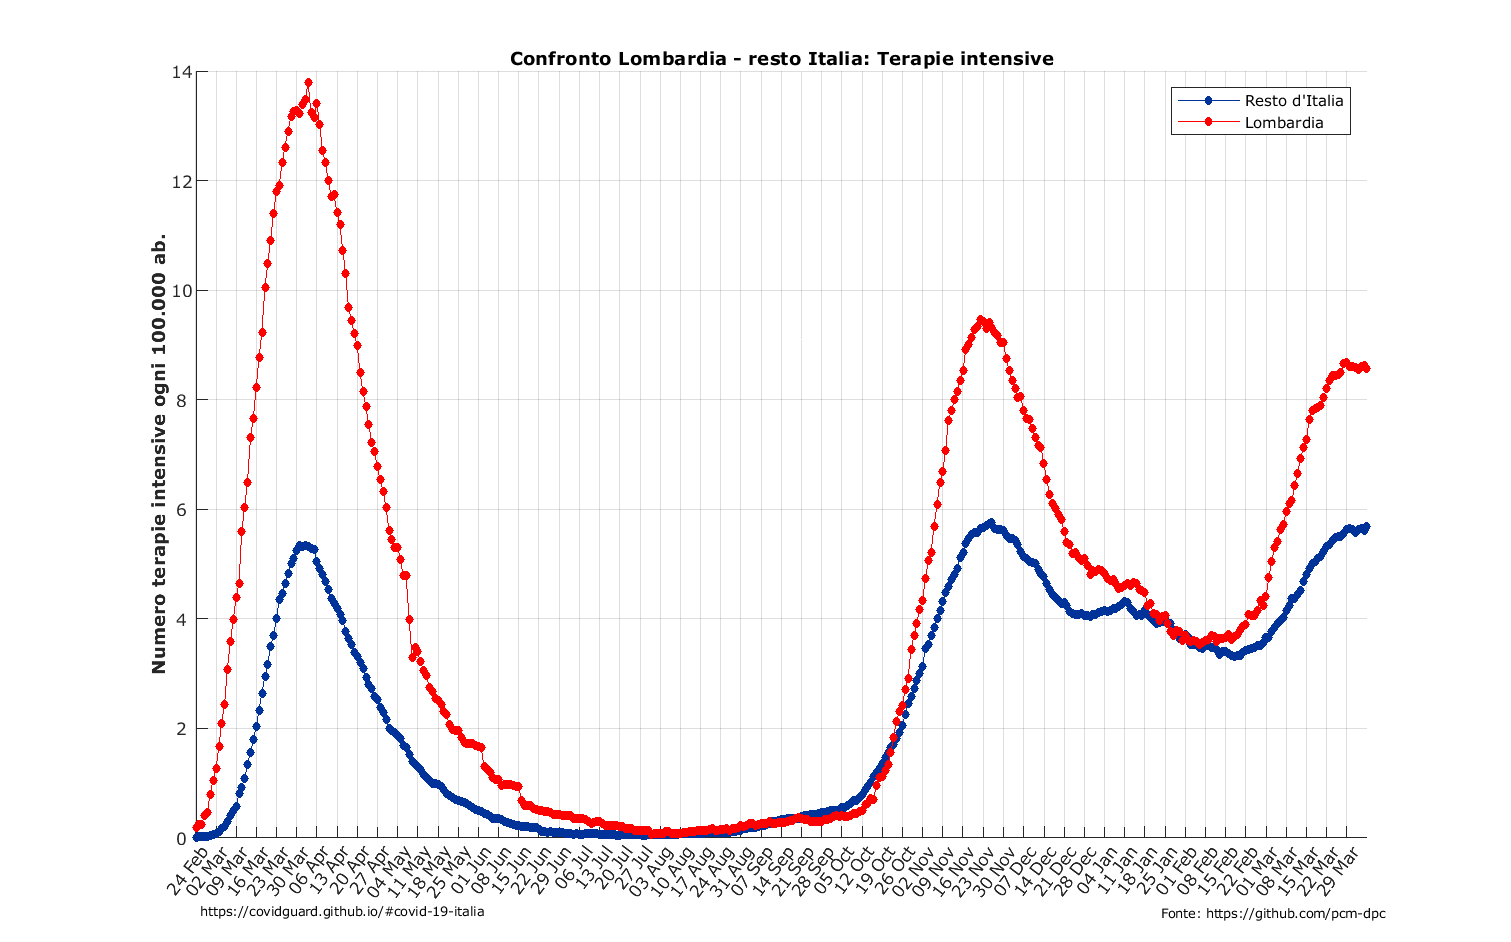 Confronto Lombardia - resto Italia: Terapie intensive
Resto d'Italia
Lombardia
Numero terapie intensive ogni 100.000 ab.
14
12
10
8
6
4
2
0
24 Feb
02 Mar
09 Mar
16 Mar
23 Mar
30 Mar
06 Apr
13 Apr
20 Apr
27 Apr
04 May
11 May
18 May
25 May
01 Jun
08 Jun
15 Jun
22 Jun
29 Jun
06 Jul
13 Jul
20 Jul
27 Jul
03 Aug
10 Aug
17 Aug
24 Aug
31 Aug
07 Sep
14 Sep
21 Sep
28 Sep
05 Oct
12 Oct
19 Oct
26 Oct
02 Nov
09 Nov
16 Nov
23 Nov
30 Nov
07 Dec
14 Dec
21 Dec
28 Dec
04 Jan
11 Jan
18 Jan
25 Jan
01 Feb
08 Feb
15 Feb
22 Feb
01 Mar
08 Mar
15 Mar
22 Mar
29 Mar
https://covidguard.github.io/#covid-19-italia
Fonte: https://github.com/pcm-dpc